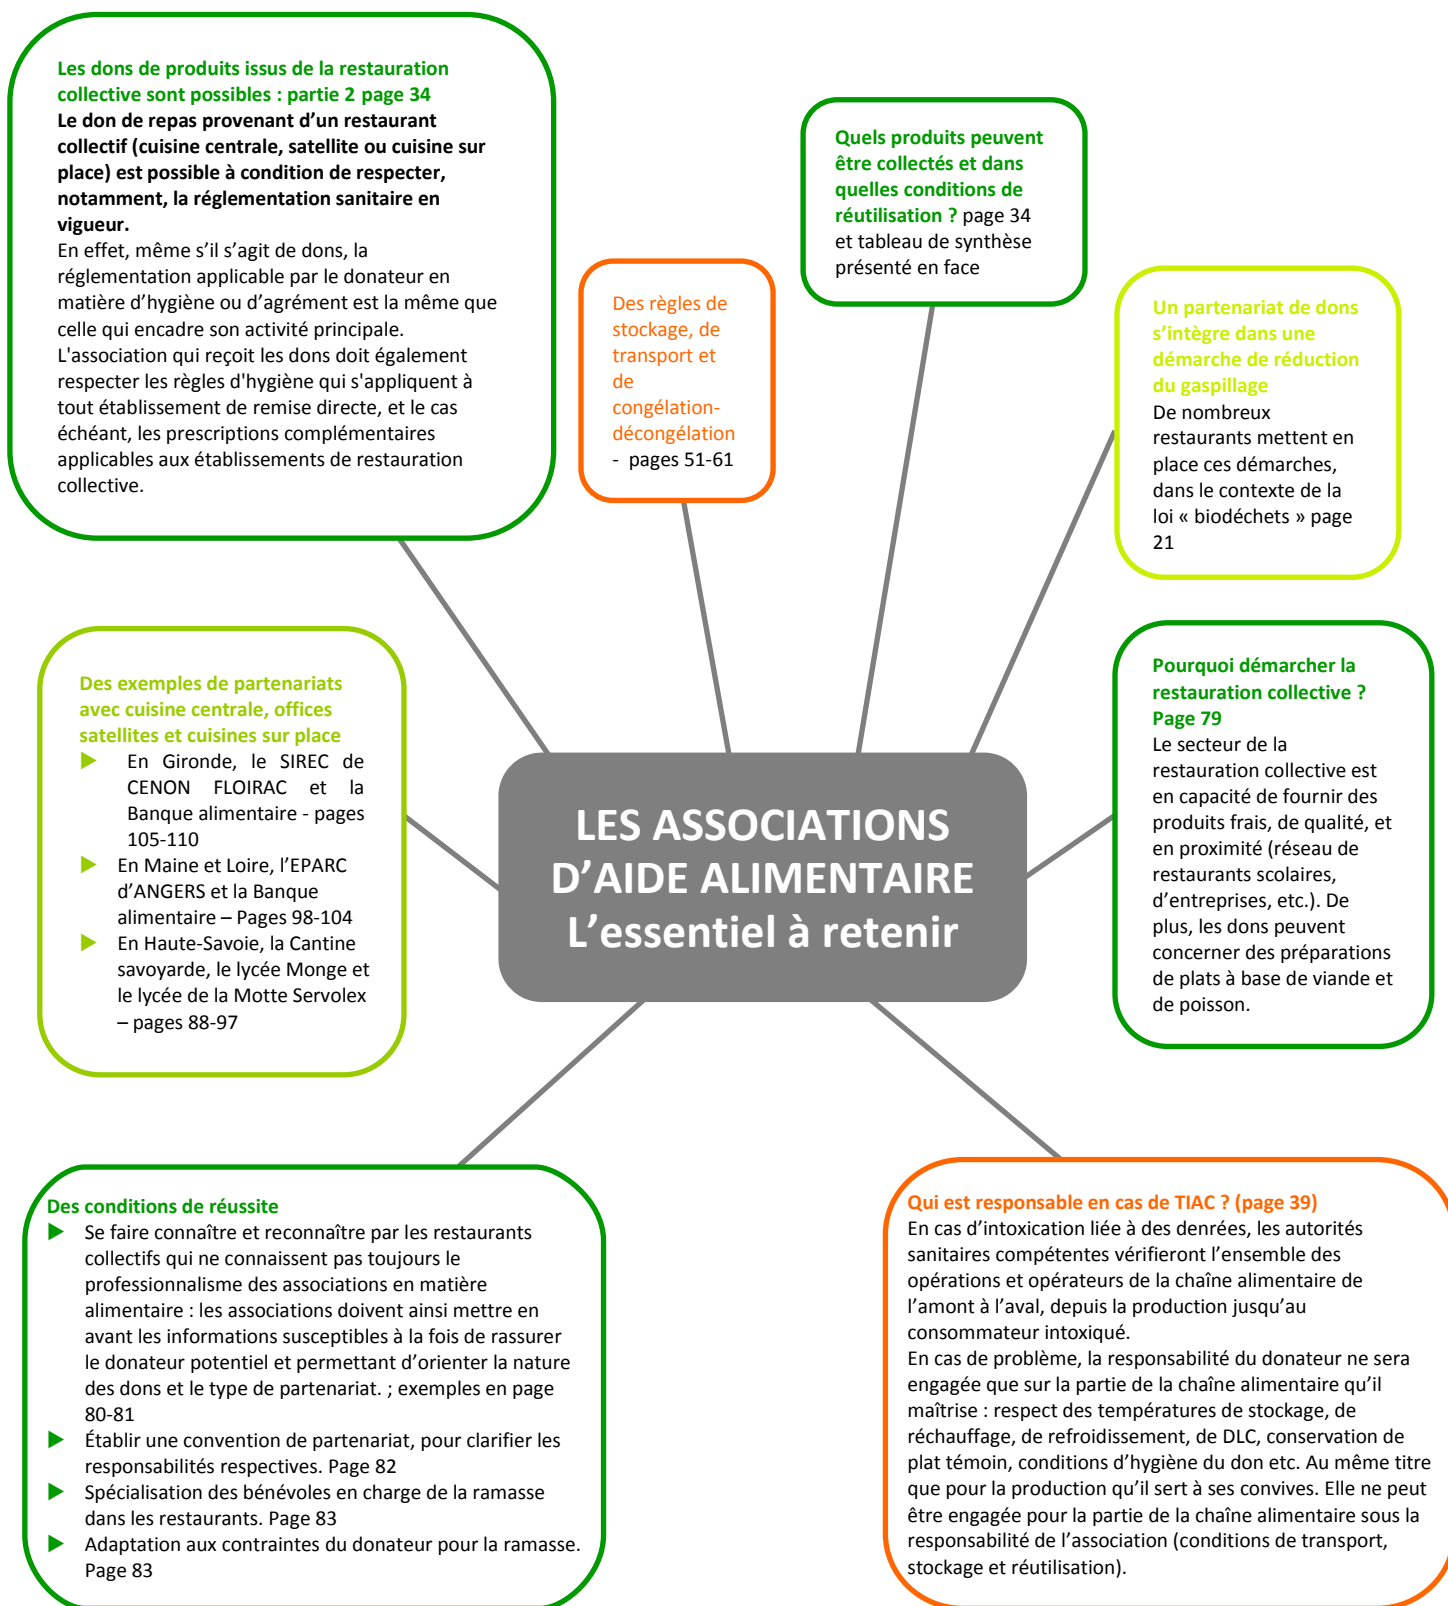 Les dons de produits issus de la restauration
collective sont possibles : partie 2 page 34
Le don de repas provenant d’un restaurant
collectif (cuisine centrale, satellite ou cuisine sur
place) est possible à condition de respecter,
notamment, la réglementation sanitaire en
vigueur.
En effet, même s’il s’agit de dons, la
réglementation applicable par le donateur en
matière d’hygiène ou d’agrément est la même que
celle qui encadre son activité principale.
L'association qui reçoit les dons doit également
respecter les règles d'hygiène qui s'appliquent à
tout établissement de remise directe, et le cas
échéant, les prescriptions complémentaires
applicables aux établissements de restauration
collective.
Des règles de
stockage, de
transport et
de
congélation-
décongélation
- pages 51-61
Quels produits peuvent
être collectés et dans
quelles conditions de
réutilisation ? page 34
et tableau de synthèse
présenté en face
Un partenariat de dons
s’intègre dans une
démarche de réduction
du gaspillage
De nombreux
restaurants mettent en
place ces démarches,
dans le contexte de la
loi « biodéchets » page
21
Des exemples de partenariats
avec cuisine centrale, offices
satellites et cuisines sur place
▶ En Gironde, le SIREC de
CENON FLOIRAC et la
Banque alimentaire - pages
105-110
▶ En Maine et Loire, l’EPARC
d’ANGERS et la Banque
alimentaire – Pages 98-104
▶ En Haute-Savoie, la Cantine
savoyarde, le lycée Monge et
le lycée de la Motte Servolex
– pages 88-97
LES ASSOCIATIONS
D’AIDE ALIMENTAIRE
L’essentiel à retenir
Pourquoi démarcher la
restauration collective ?
Page 79
Le secteur de la
restauration collective est
en capacité de fournir des
produits frais, de qualité, et
en proximité (réseau de
restaurants scolaires,
d’entreprises, etc.). De
plus, les dons peuvent
concerner des préparations
de plats à base de viande et
de poisson.
Des conditions de réussite
▶ Se faire connaître et reconnaître par les restaurants
collectifs qui ne connaissent pas toujours le
professionnalisme des associations en matière
alimentaire : les associations doivent ainsi mettre en
avant les informations susceptibles à la fois de rassurer
le donateur potentiel et permettant d’orienter la nature
des dons et le type de partenariat. ; exemples en page
80-81
▶ Établir une convention de partenariat, pour clarifier les
responsabilités respectives. Page 82
▶ Spécialisation des bénévoles en charge de la ramasse
dans les restaurants. Page 83
▶ Adaptation aux contraintes du donateur pour la ramasse.
Page 83
Qui est responsable en cas de TIAC ? (page 39)
En cas d’intoxication liée à des denrées, les autorités
sanitaires compétentes vérifieront l’ensemble des
opérations et opérateurs de la chaîne alimentaire de
l’amont à l’aval, depuis la production jusqu’au
consommateur intoxiqué.
En cas de problème, la responsabilité du donateur ne sera
engagée que sur la partie de la chaîne alimentaire qu’il
maîtrise : respect des températures de stockage, de
réchauffage, de refroidissement, de DLC, conservation de
plat témoin, conditions d’hygiène du don etc. Au même titre
que pour la production qu’il sert à ses convives. Elle ne peut
être engagée pour la partie de la chaîne alimentaire sous la
responsabilité de l’association (conditions de transport,
stockage et réutilisation).